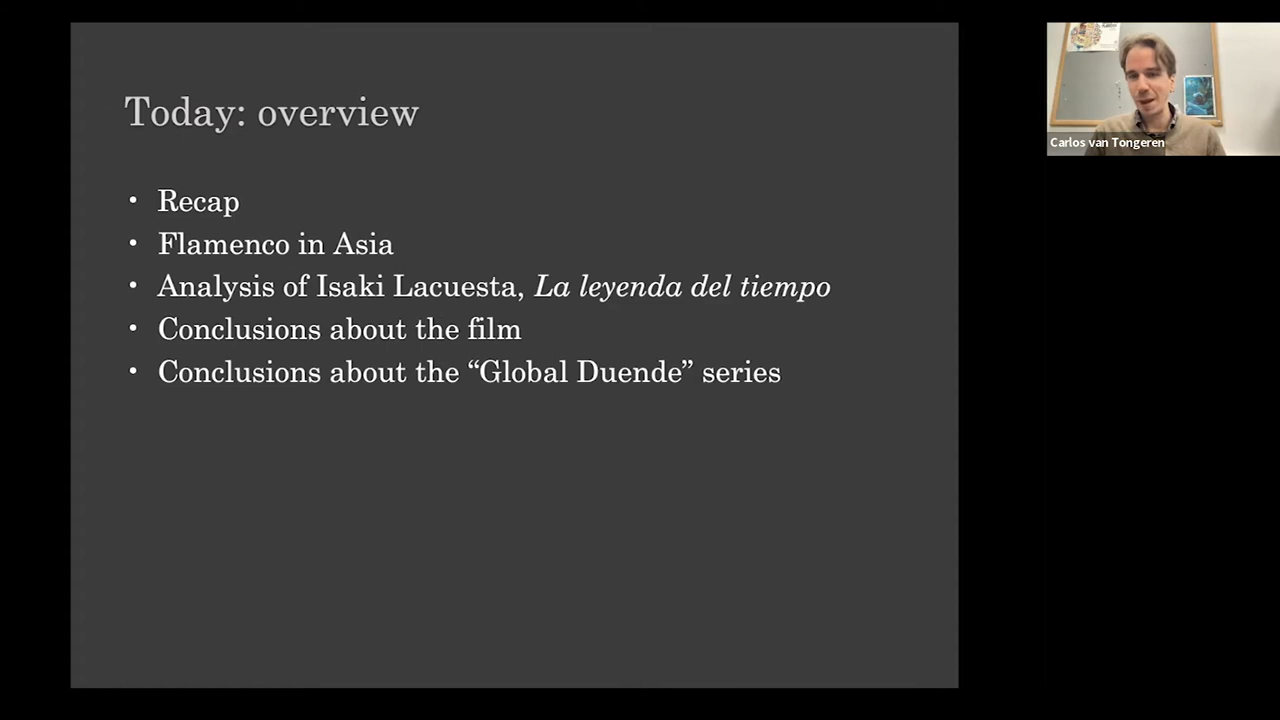 Today: overview
• Recap
• Flamenco in Asia
• Analysis of Isaki Lacuesta, La leyenda del tiempo
• Conclusions about the film
• Conclusions about the “Global Duende” series
Carlos van Tongeren